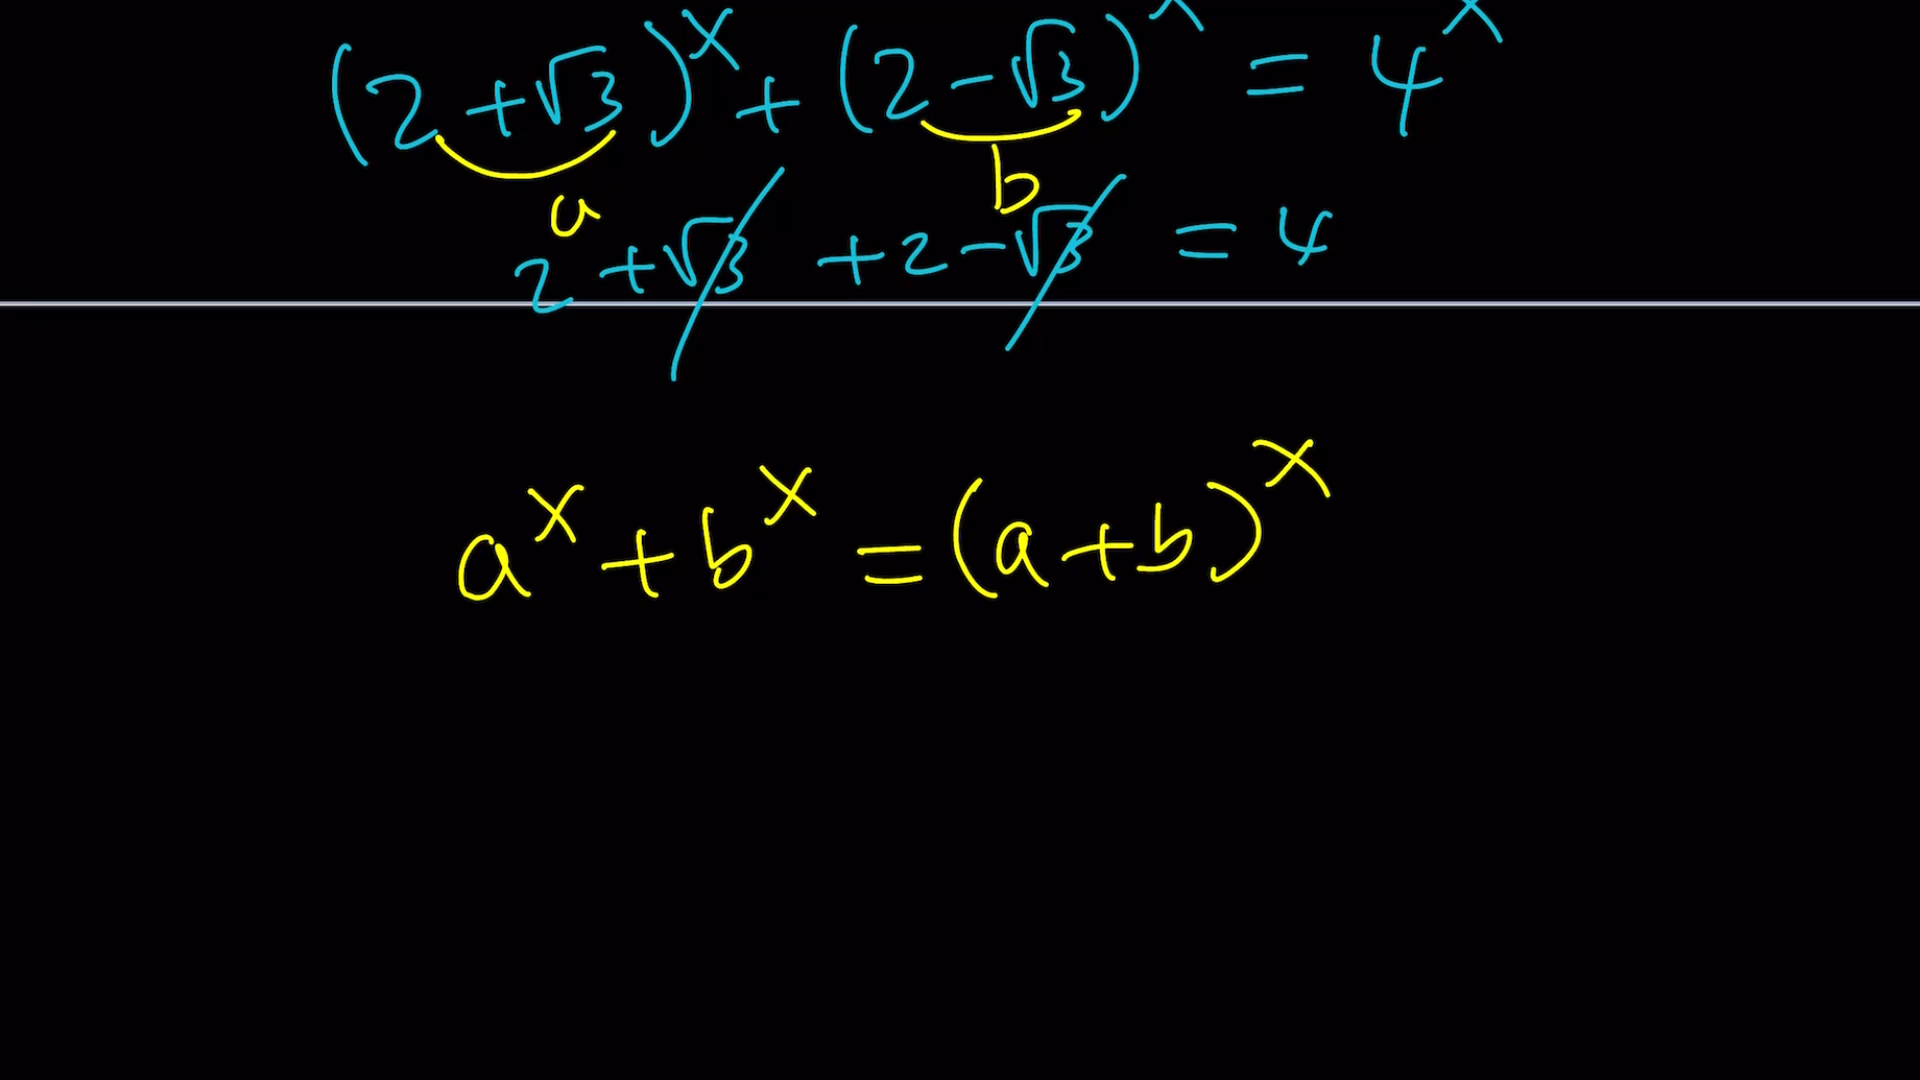 (2+√3)^x + (2-√3)^x = 4^x
a b
2+√3 +2-√3 = 4
a^x + b^x = (a+b)^x